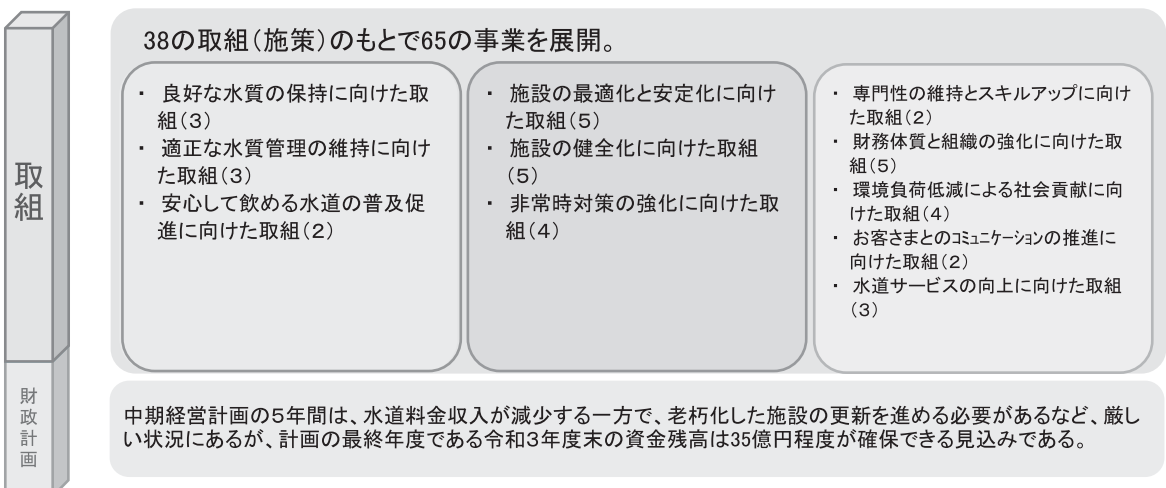 取組
38の取組(施策)のもとで65の事業を展開。
・ 良好な水質の保持に向けた取
組(3)
・ 適正な水質管理の維持に向け
た取組(3)
・ 安心して飲める水道の普及促
進に向けた取組(2)
・ 施設の最適化と安定化に向け
た取組(5)
・ 施設の健全化に向けた取組
(5)
・ 非常時対策の強化に向けた取
組(4)
・ 専門性の維持とスキルアップに向け
た取組(2)
・ 財務体質と組織の強化に向けた取
組(5)
・ 環境負荷低減による社会貢献に向
けた取組(4)
・ お客さまとのｺﾐｭﾆｹｰｼｮﾝの推進に
向けた取組(2)
・ 水道サービスの向上に向けた取組
(3)
財政計画
中期経営計画の5年間は、水道料金収入が減少する一方で、老朽化した施設の更新を進める必要があるなど、厳し
い状況にあるが、計画の最終年度である令和3年度末の資金残高は35億円程度が確保できる見込みである。